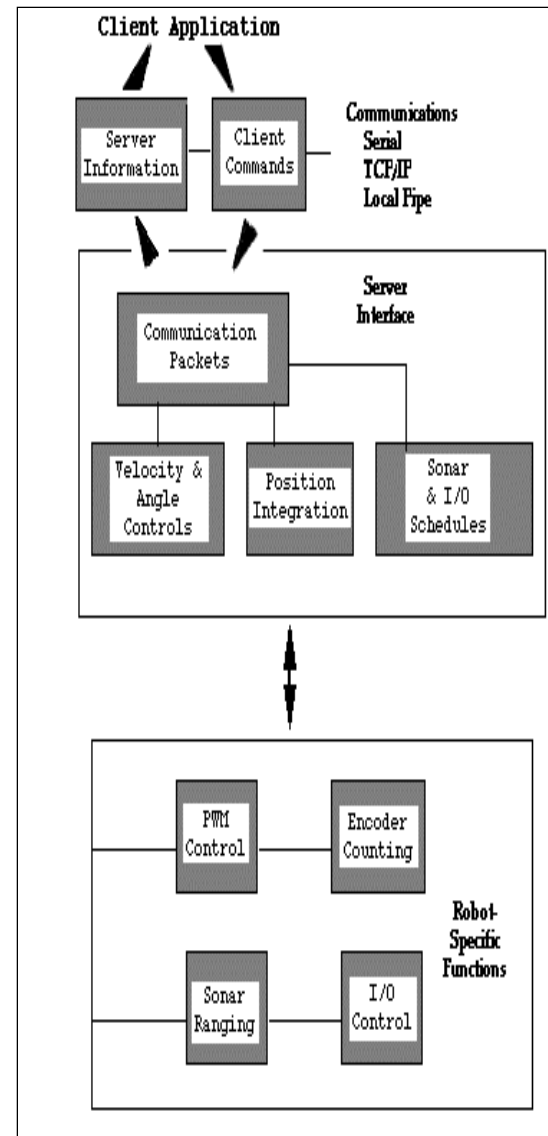 Client Application
Server
Information
Client
Commands
Communications
Serial
TCP/IP
Local Pipe
Server
Interface
Communication
Packets
Velocity &
Angle
Controls
Position
Integration
Sonar
& I/O
Schedules
PWM
Control
Encoder
Counting
Robot-
Specific
Functions
Sonar
Ranging
I/O
Control